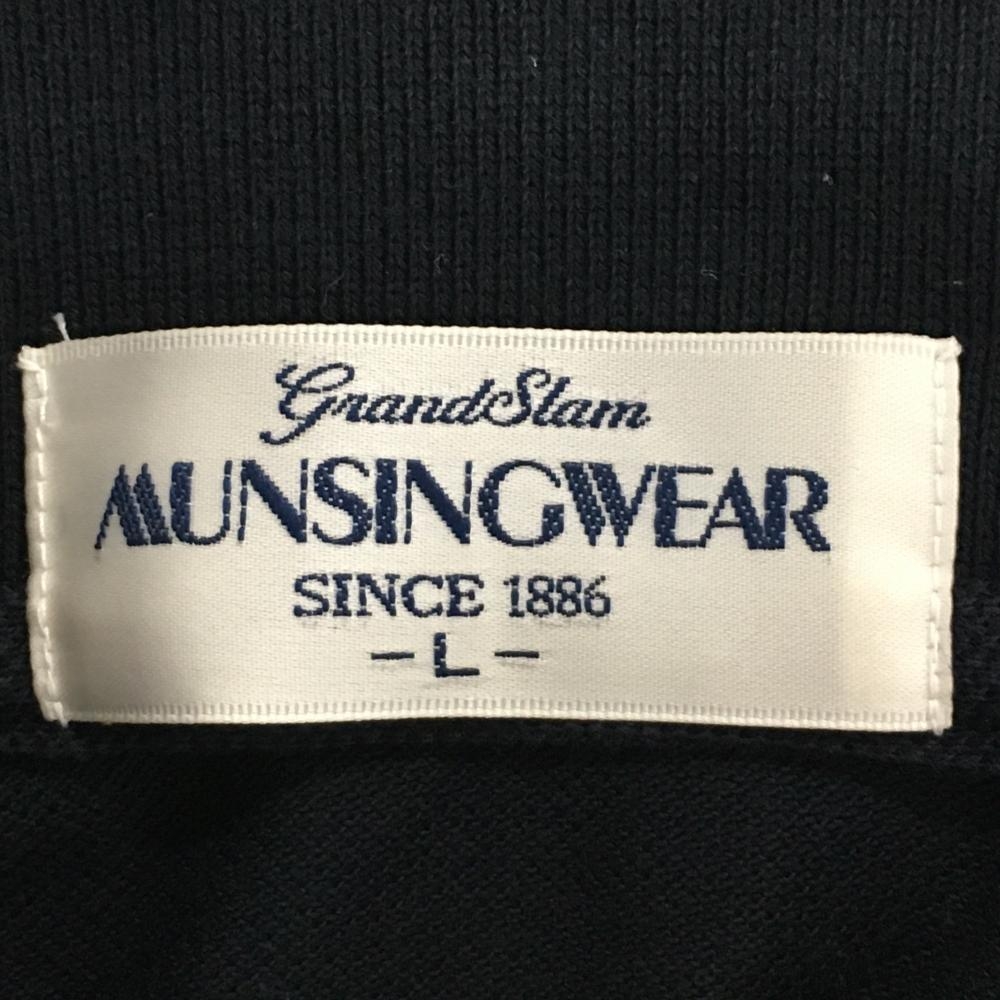 GrandSlam
MUNSINGWEAR
SINCE 1886
- L -